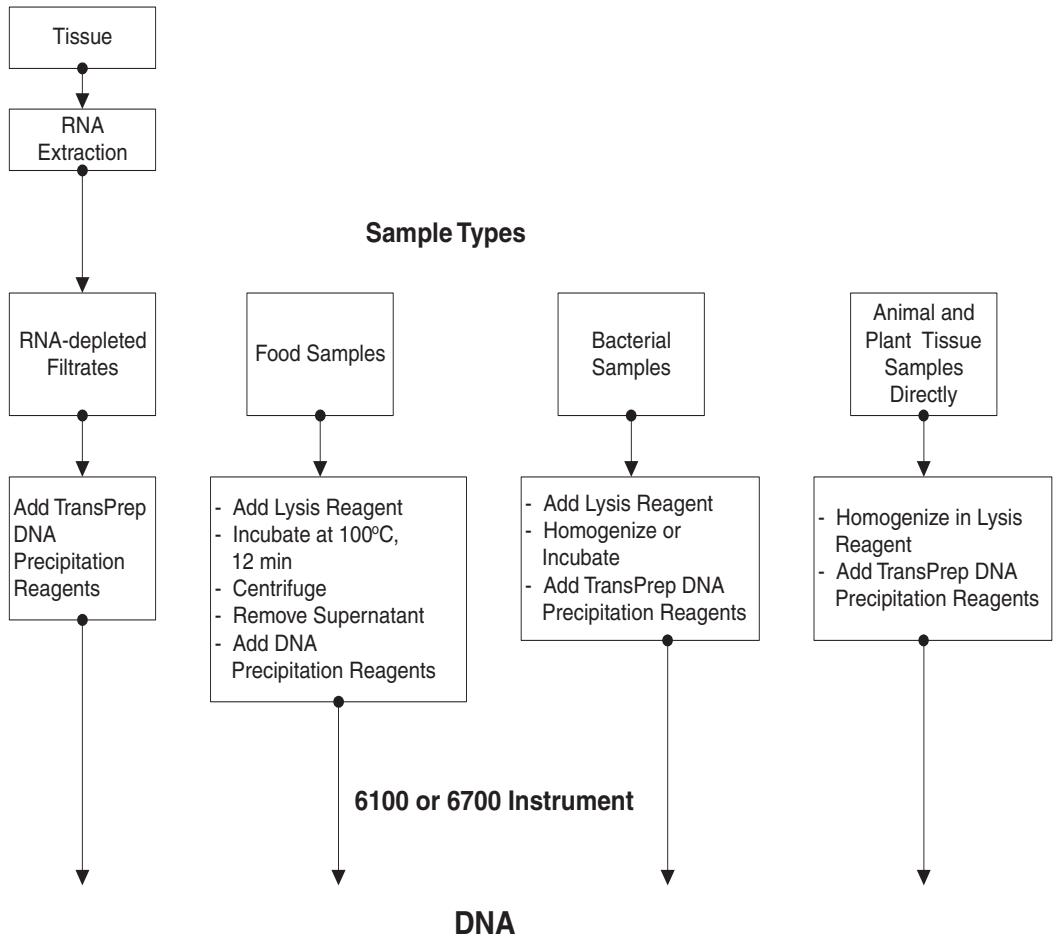 Tissue
RNA
Extraction
Sample Types
RNA-depleted
Filtrates
Food Samples
Bacterial
Samples
Animal and
Plant Tissue
Samples
Directly
Add TransPrep
DNA
Precipitation
Reagents
- Add Lysis Reagent
- Incubate at 100ºC,
12 min
- Centrifuge
- Remove Supernatant
- Add DNA
Precipitation Reagents
- Add Lysis Reagent
- Homogenize or
Incubate
- Add TransPrep DNA
Precipitation Reagents
- Homogenize in Lysis
Reagent
- Add TransPrep DNA
Precipitation Reagents
6100 or 6700 Instrument
DNA